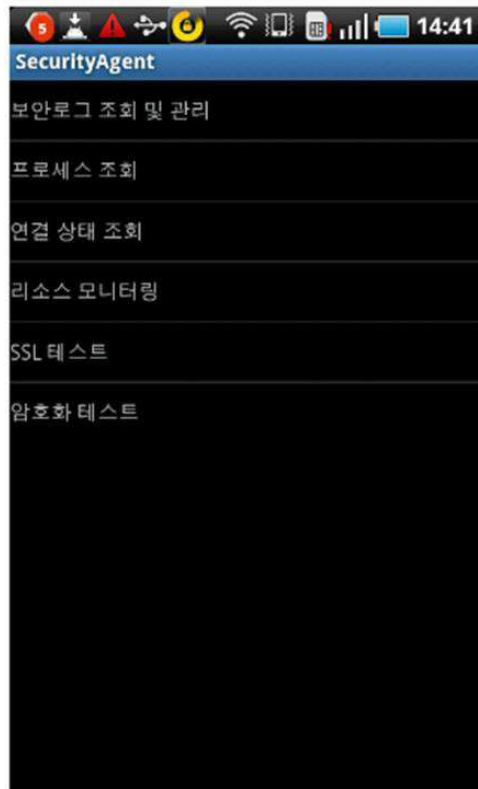 5
14:41
SecurityAgent
보안로그 조회 및 관리
프로세스 조회
연결 상태 조회
리소스 모니터링
SSL 테스트
암호화 테스트